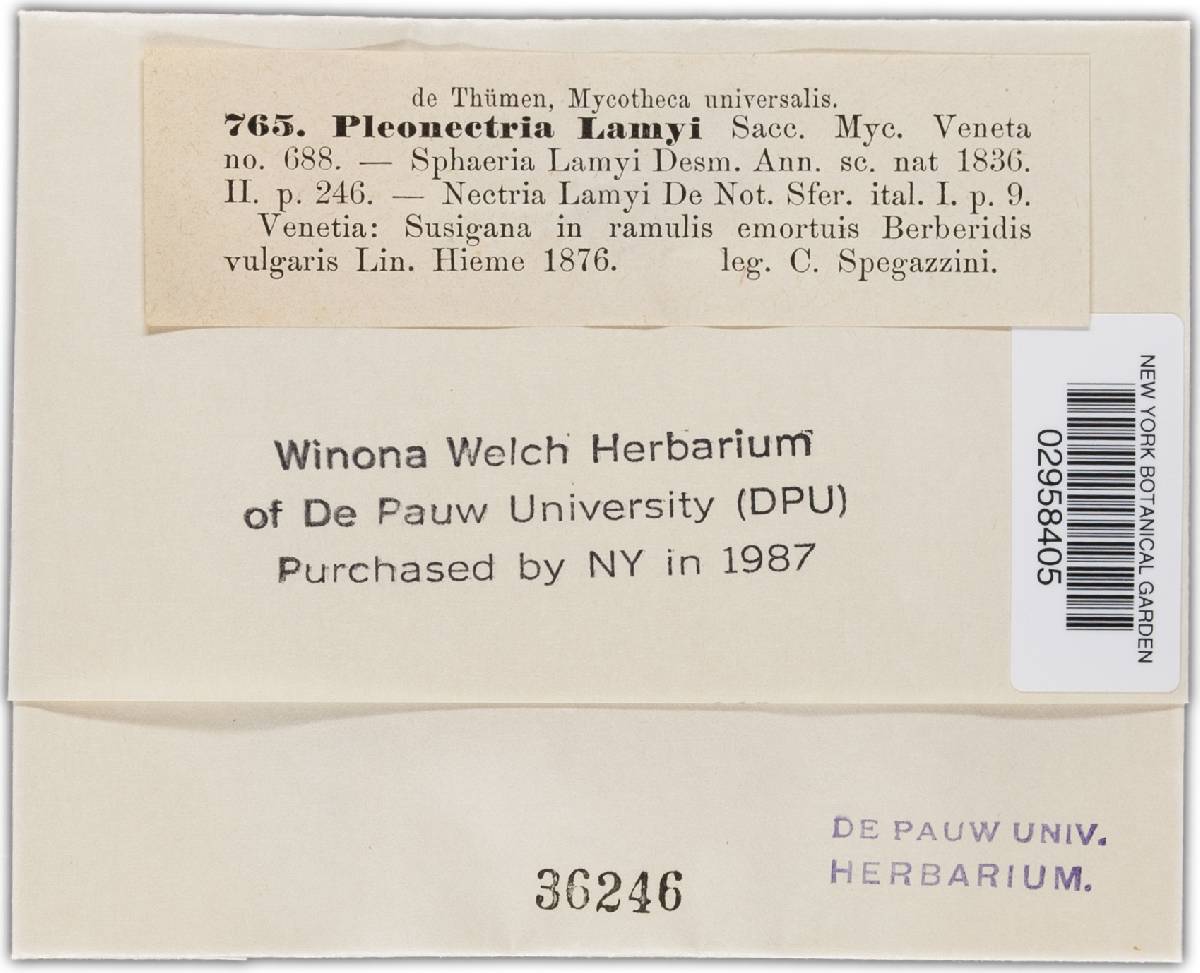 de Thümen, Mycotheca universalis.
765. Pleonectria Lamyi Sacc. Myc. Veneta
no. 688. — Sphaeria Lamyi Desm. Ann. sc. nat 1836.
II. p. 246. — Nectria Lamyi De Not. Sfer. ital. I. p. 9.
Venetia: Susigana in ramulis emortuis Berberidis
vulgaris Lin. Hieme 1876. leg. C. Spegazzini.
Winona Welch Herbarium
of De Pauw University (DPU)
Purchased by NY in 1987
NEW YORK BOTANICAL GARDEN
02958405
DE PAUW UNIV.
HERBARIUM.
36246